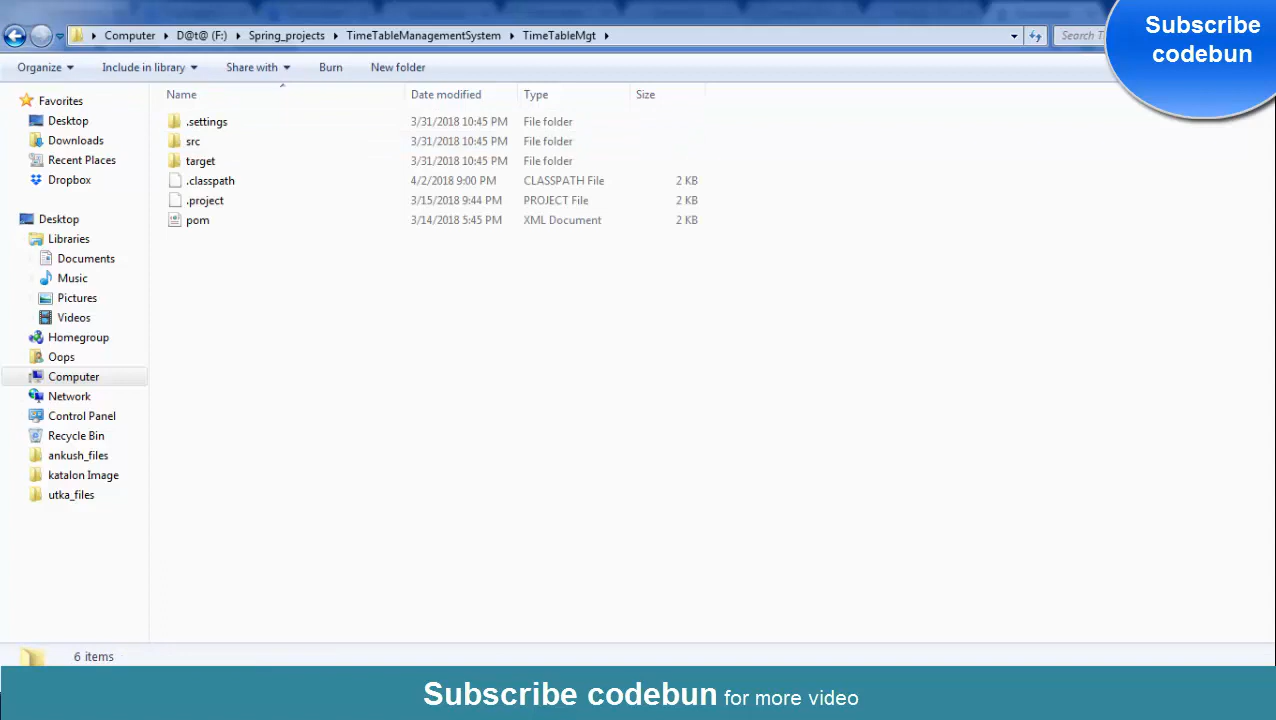 Subscribe
codebun
Computer D@t@ (F:) Spring_projects TimeTableManagementSystem TimeTableMgt
Organize Include in library Share with Burn New folder
Name Date modified Type Size
.settings 3/31/2018 10:45 PM File folder
src 3/31/2018 10:45 PM File folder
target 3/31/2018 10:45 PM File folder
.classpath 4/2/2018 9:00 PM CLASSPATH File 2 KB
.project 3/15/2018 9:44 PM PROJECT File 2 KB
pom 3/14/2018 5:45 PM XML Document 2 KB
Favorites
Desktop
Downloads
Recent Places
Dropbox
Desktop
Libraries
Documents
Music
Pictures
Videos
Homegroup
Oops
Computer
Network
Control Panel
Recycle Bin
ankush_files
katalon Image
utka_files
6 items
Subscribe codebun for more video